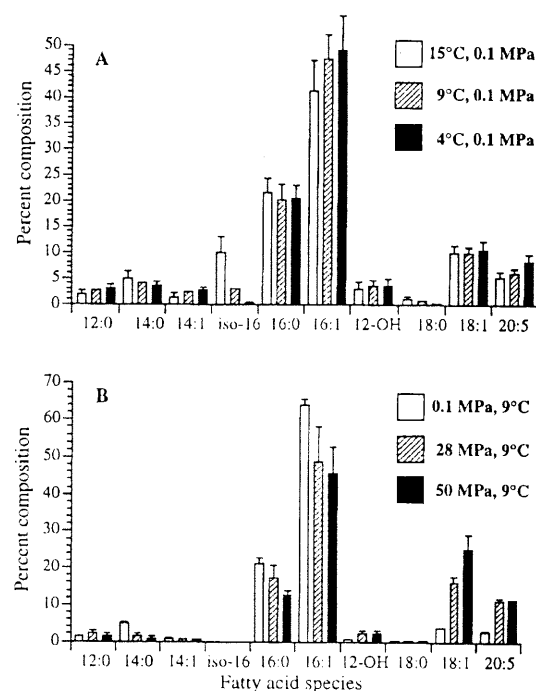 A
15°C, 0.1 MPa
9°C, 0.1 MPa
4°C, 0.1 MPa
Percent composition
50
45
40
35
30
25
20
15
10
5
0
12:0 14:0 14:1 iso-16 16:0 16:1 12-OH 18:0 18:1 20:5
B
0.1 MPa, 9°C
28 MPa, 9°C
50 MPa, 9°C
Percent composition
70
60
50
40
30
20
10
0
12:0 14:0 14:1 iso-16 16:0 16:1 12-OH 18:0 18:1 20:5
Fatty acid species